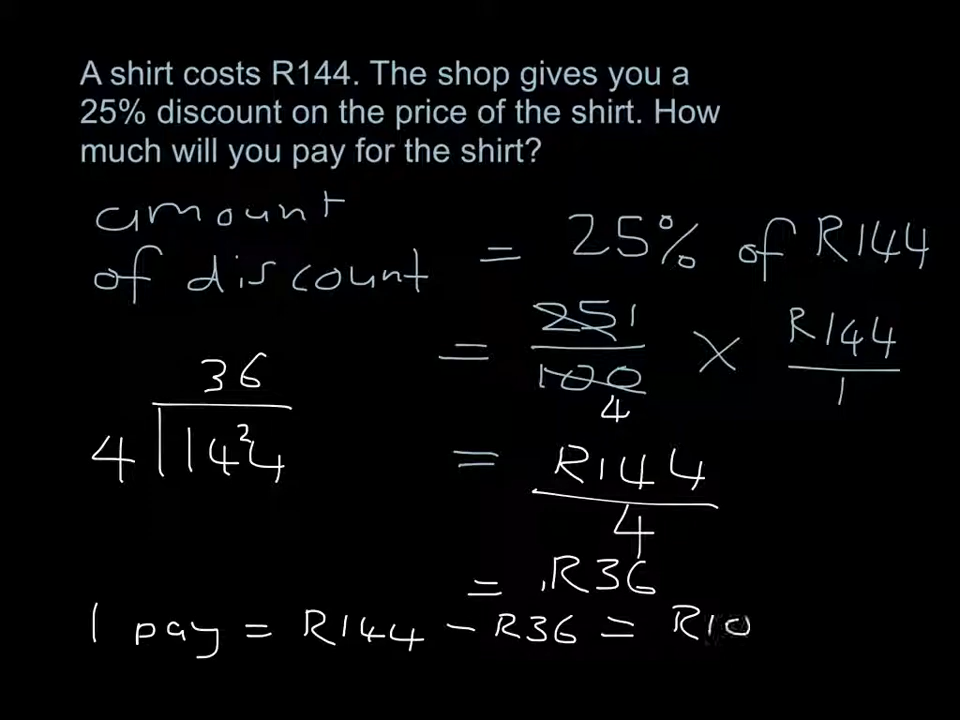 A shirt costs R144. The shop gives you a
25% discount on the price of the shirt. How
much will you pay for the shirt?
amount
of discount = 25% of R144
= 25 1 / 100 4 × R144 / 1
36
4 144 2
= R144 / 4
= R36
I pay = R144 - R36 = R10